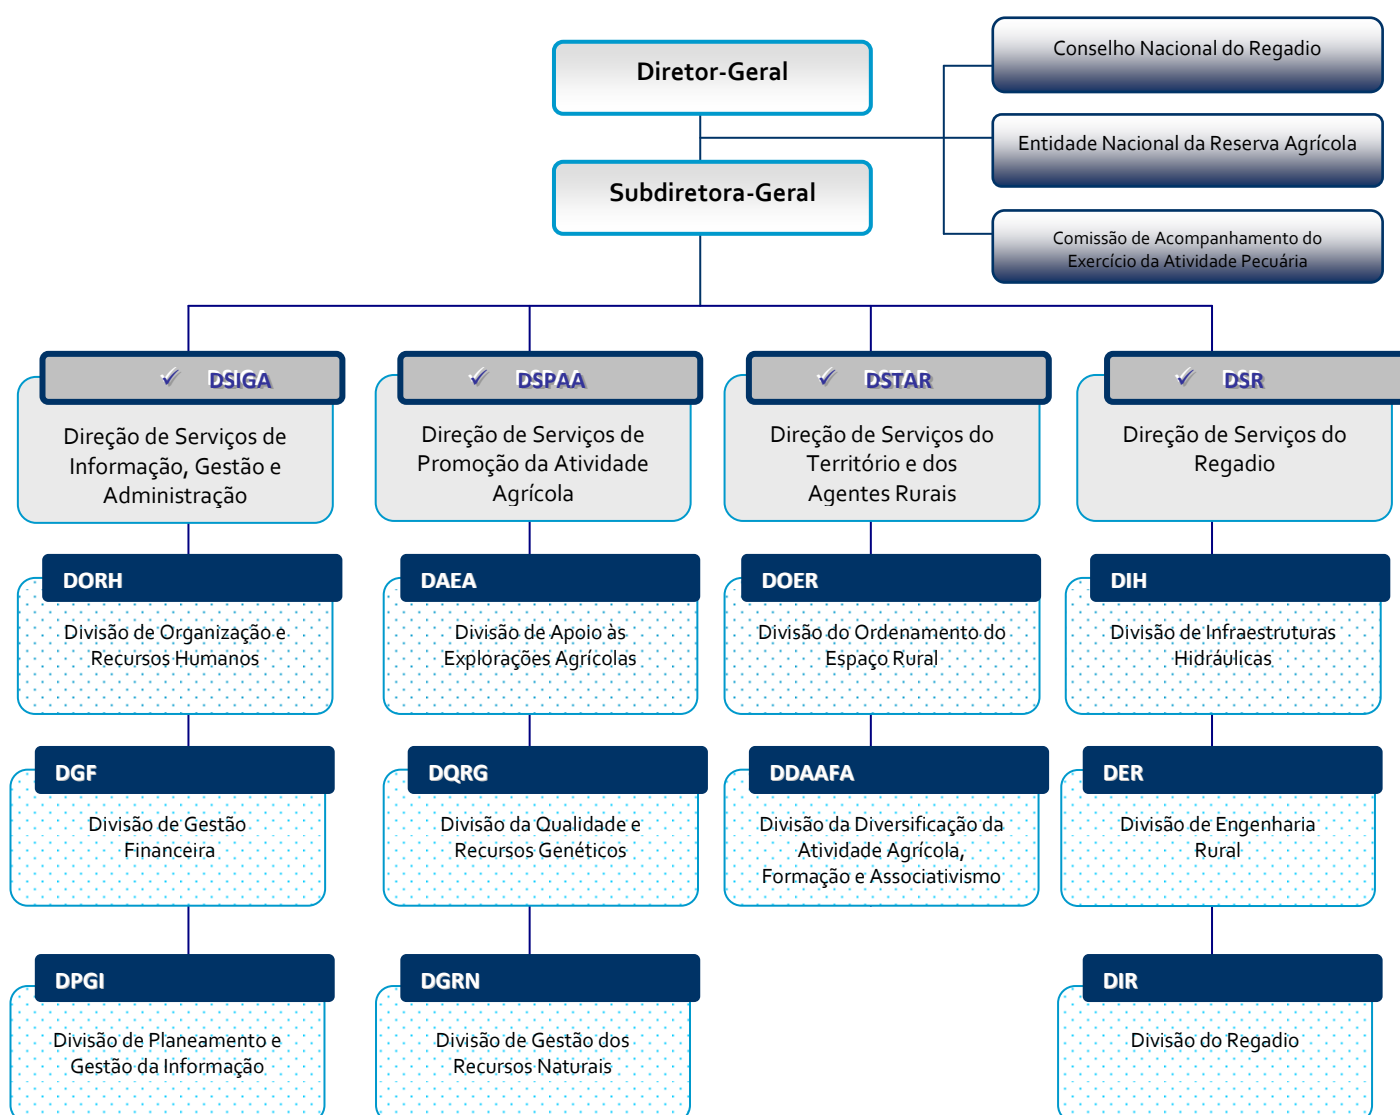 Diretor-Geral
Conselho Nacional do Regadio
Entidade Nacional da Reserva Agrícola
Subdiretora-Geral
Comissão de Acompanhamento do
Exercício da Atividade Pecuária
✓ DSIGA
Direção de Serviços de
Informação, Gestão e
Administração
✓ DSPAA
Direção de Serviços de
Promoção da Atividade
Agrícola
✓ DSTAR
Direção de Serviços do
Território e dos
Agentes Rurais
✓ DSR
Direção de Serviços do
Regadio
DORH
Divisão de Organização e
Recursos Humanos
DAEA
Divisão de Apoio às
Explorações Agrícolas
DOER
Divisão do Ordenamento do
Espaço Rural
DIH
Divisão de Infraestruturas
Hidráulicas
DGF
Divisão de Gestão
Financeira
DQRG
Divisão da Qualidade e
Recursos Genéticos
DDAAFA
Divisão da Diversificação da
Atividade Agrícola,
Formação e Associativismo
DER
Divisão de Engenharia
Rural
DPGI
Divisão de Planeamento e
Gestão da Informação
DGRN
Divisão de Gestão dos
Recursos Naturais
DIR
Divisão do Regadio